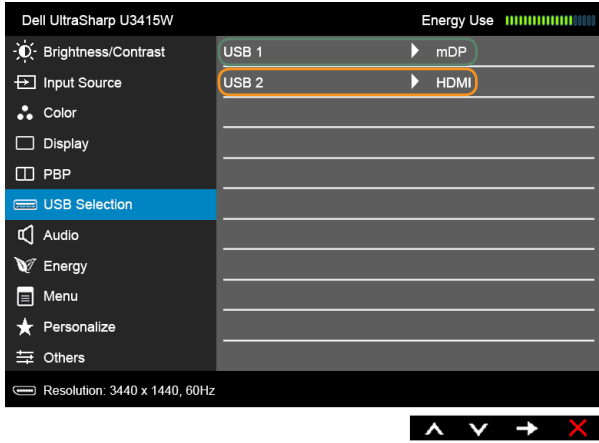 Dell UltraSharp U3415W Energy Use
Brightness/Contrast USB 1 mDP
Input Source USB 2 HDMI
Color
Display
PBP
USB Selection
Audio
Energy
Menu
Personalize
Others
Resolution: 3440 x 1440, 60Hz